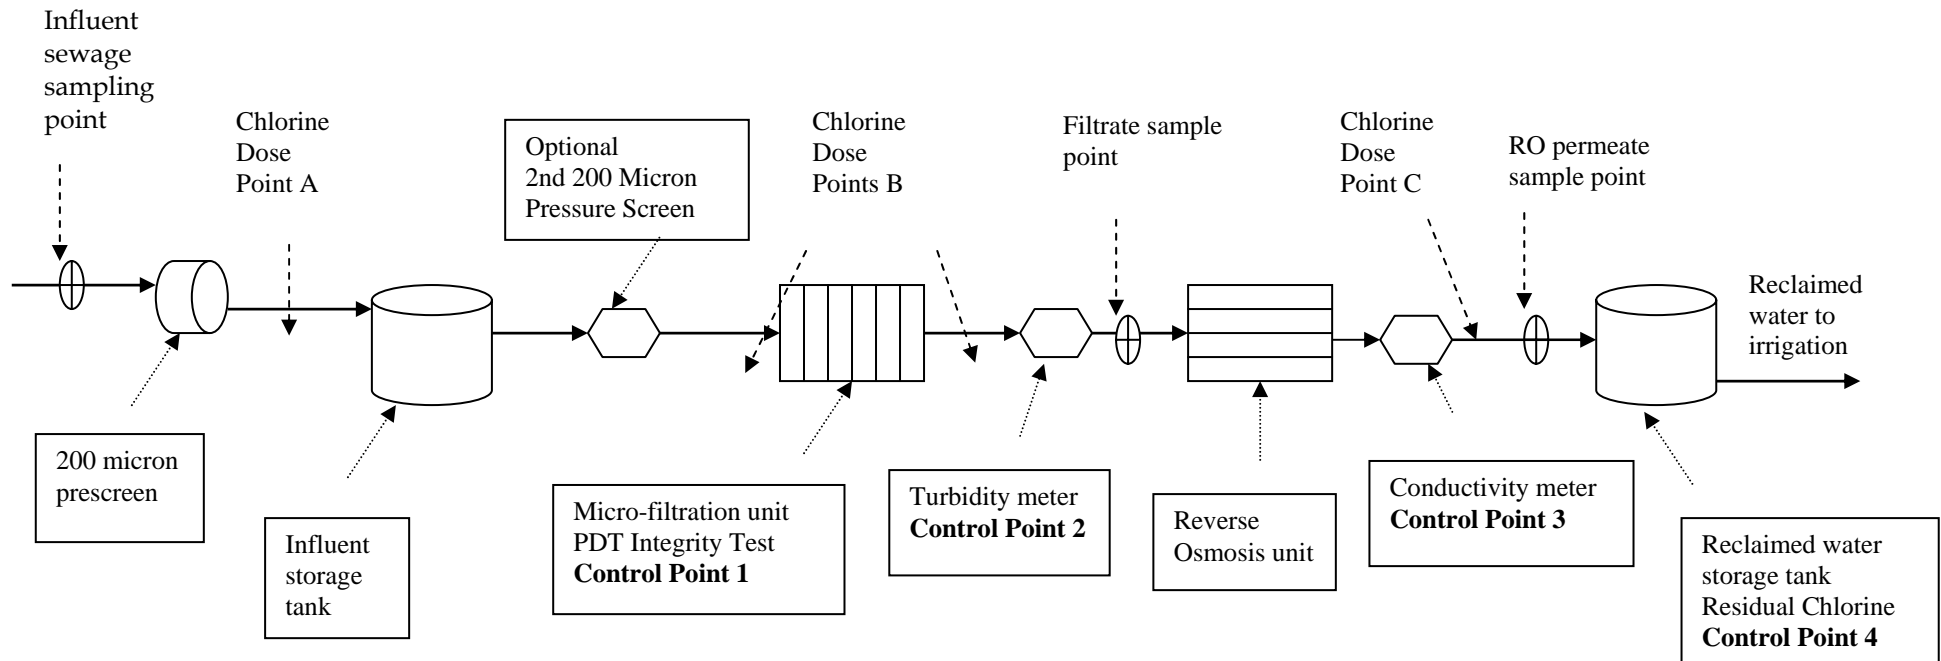 Influent
sewage
sampling
point
Chlorine
Dose
Point A
Optional
2nd 200 Micron
Pressure Screen
Chlorine
Dose
Points B
Filtrate sample
point
Chlorine
Dose
Point C
RO permeate
sample point
Reclaimed
water to
irrigation
200 micron
prescreen
Influent
storage
tank
Micro-filtration unit
PDT Integrity Test
Control Point 1
Turbidity meter
Control Point 2
Reverse
Osmosis unit
Conductivity meter
Control Point 3
Reclaimed water
storage tank
Residual Chlorine
Control Point 4